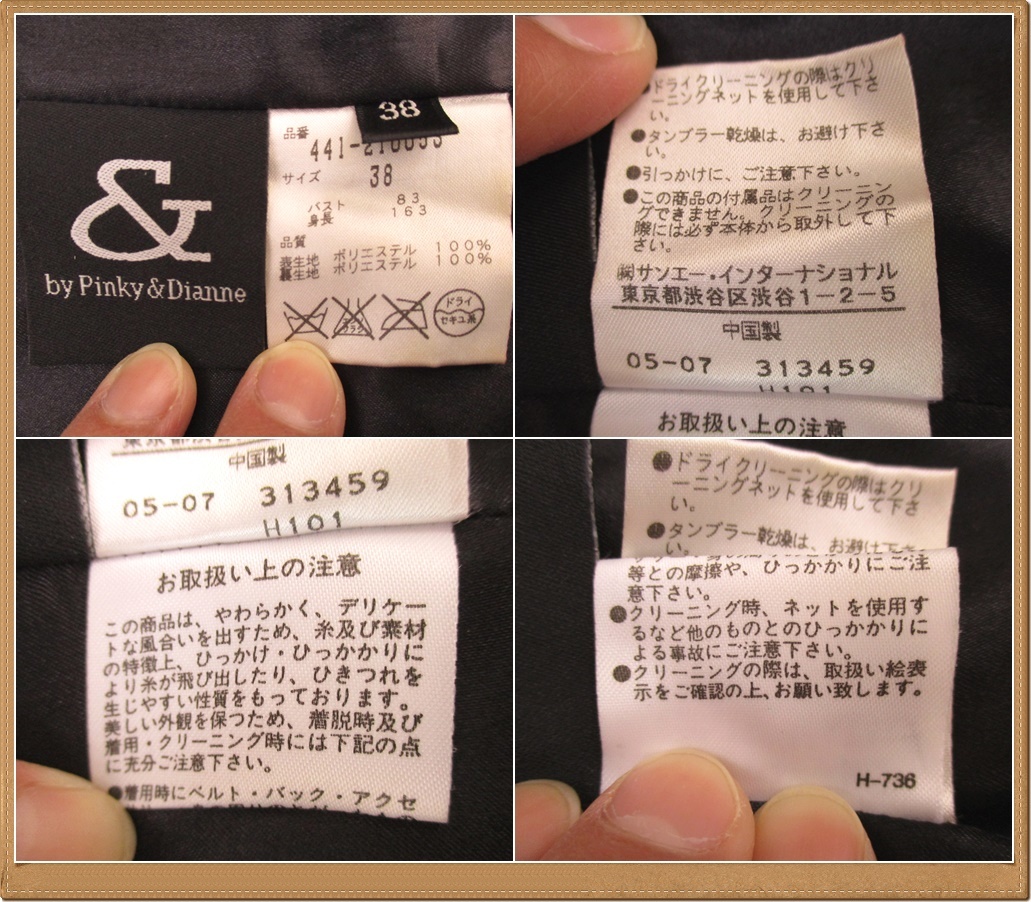 &
by Pinky&Dianne
38
品番
441-210053
サイズ 38
バスト 83
身長 163
品質
表生地 ポリエステル 100%
裏生地 ポリエステル 100%
ドライ
セキユ系
ドライクリーニングの際はクリ
ーニングネットを使用して下さ
い。
●タンブラー乾燥は、お避け下さ
い。
●引っかけに、ご注意下さい。
●この商品の付属品はクリーニン
グできません。クリーニングの
際には必ず本体から取外して下
さい。
㈱サンエー・インターナショナル
東京都渋谷区渋谷1-2-5
中国製
05-07 313459
H101
お取扱い上の注意
東京都渋谷
中国製
05-07 313459
H101
お取扱い上の注意
この商品は、やわらかく、デリケー
トな風合いを出すため、糸及び素材
の特徴上、ひっかけ・ひっかかりに
より糸が飛び出したり、ひきつれを
生じやすい性質をもっております。
美しい外観を保つため、着脱時及び
着用・クリーニング時には下記の点
に充分ご注意下さい。
●着用時にベルト・バック・アクセ
●ドライクリーニングの際はクリ
ーニングネットを使用して下さ
い。
●タンブラー乾燥は、お避け下さ
い。
等との摩擦や、ひっかかりにご注
意下さい。
●クリーニング時、ネットを使用す
るなど他のものとのひっかかりに
よる事故にご注意下さい。
●クリーニングの際は、取扱い絵表
示をご確認の上、お願い致します。
H-736